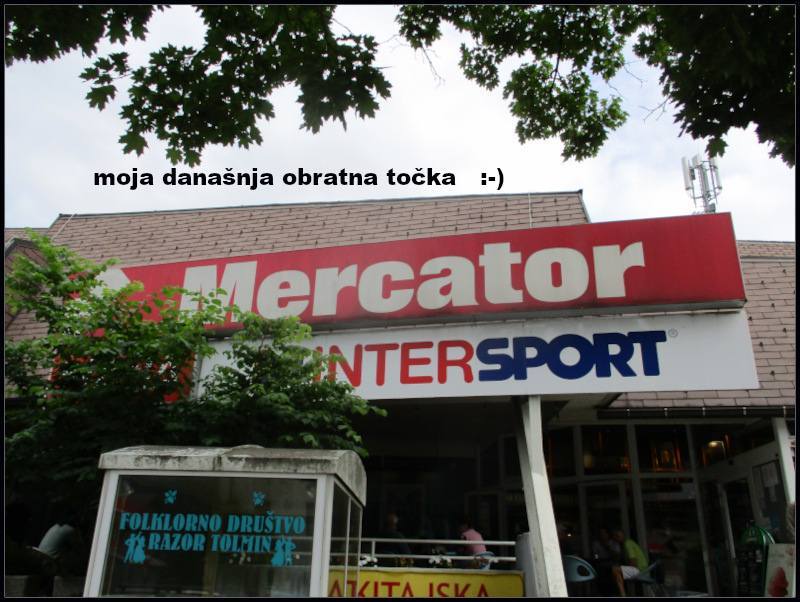 moja današnja obratna točka :-)
Mercator
INTERSPORT®
FOLKLORNO DRUŠTVO
RAZOR TOLMIN